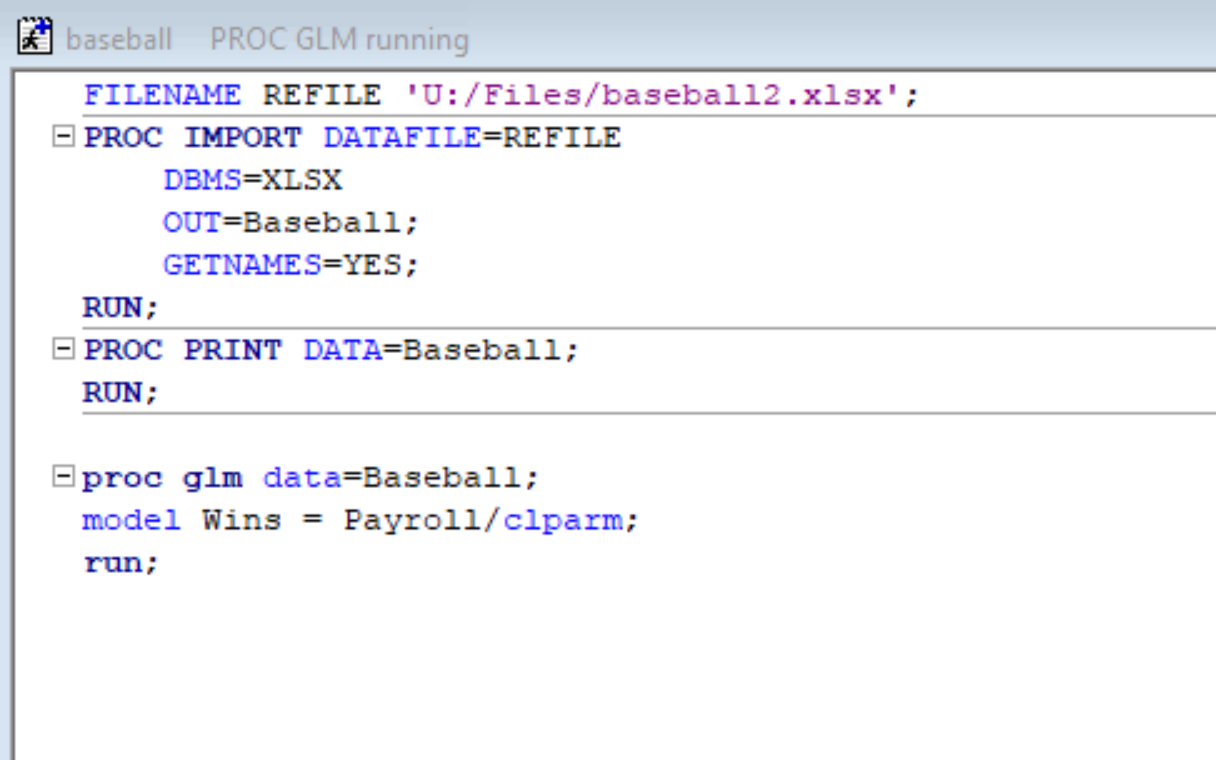 baseball PROC GLM running
FILENAME REFILE 'U:/Files/baseball2.xlsx';
PROC IMPORT DATAFILE=REFILE
DBMS=XLSX
OUT=Baseball;
GETNAMES=YES;
RUN;
PROC PRINT DATA=Baseball;
RUN;
proc glm data=Baseball;
model Wins = Payroll/clparm;
run;